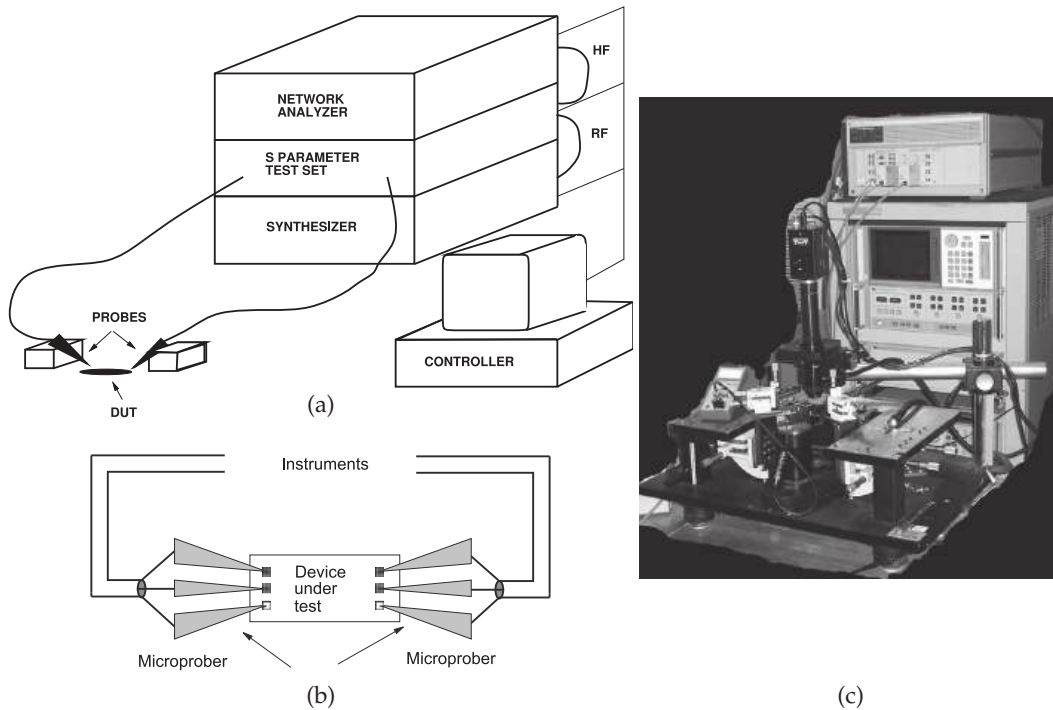 HF
NETWORK
ANALYZER
RF
S PARAMETER
TEST SET
SYNTHESIZER
PROBES
CONTROLLER
DUT
(a)
Instruments
Device
under
test
Microprober
Microprober
(b)
(c)